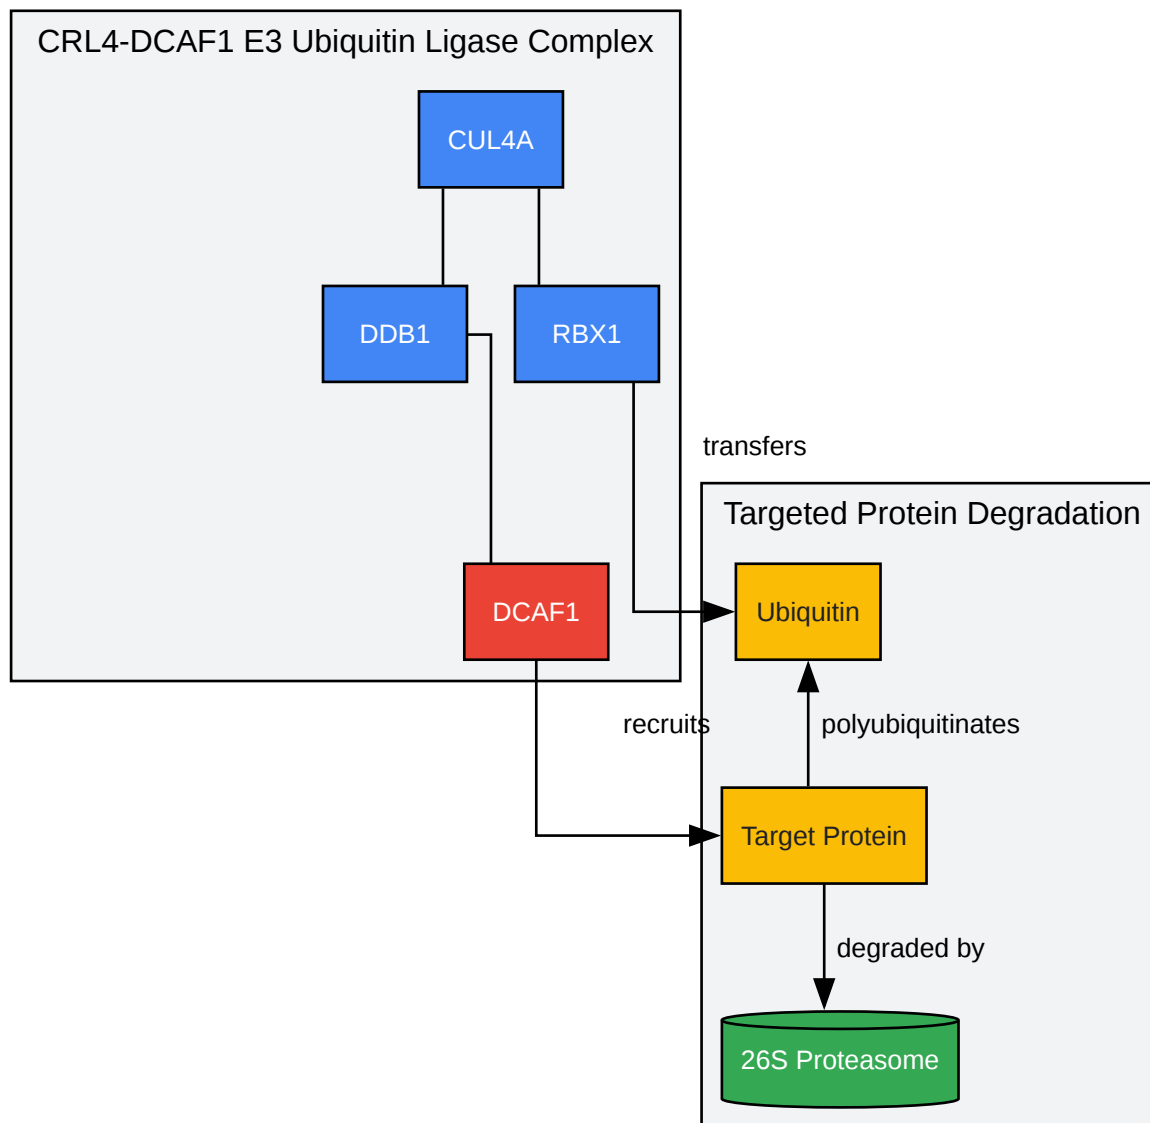 CRL4-DCAF1 E3 Ubiquitin Ligase Complex
CUL4A
DDB1
RBX1
transfers
Targeted Protein Degradation
DCAF1
Ubiquitin
recruits
polyubiquitinates
Target Protein
degraded by
26S Proteasome